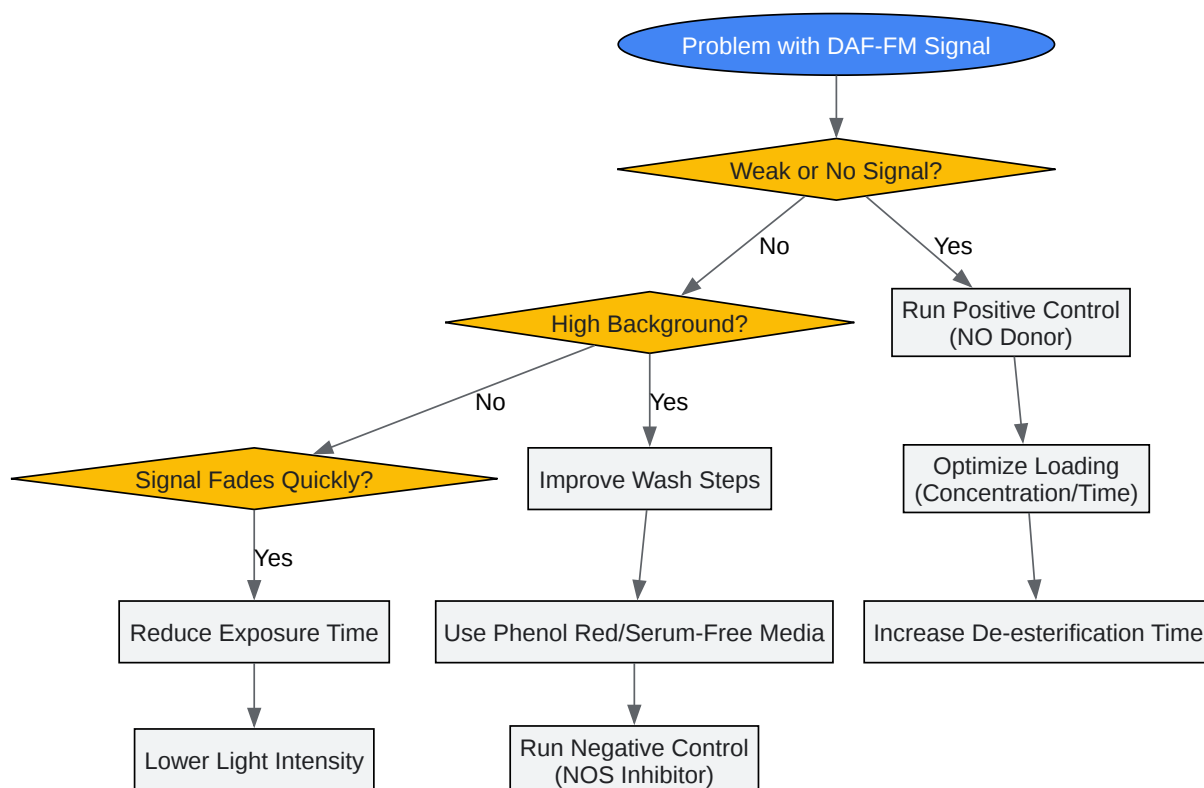 Problem with DAF-FM Signal
Weak or No Signal?
No
Yes
High Background?
Run Positive Control
(NO Donor)
No
Yes
Signal Fades Quickly?
Improve Wash Steps
Optimize Loading
(Concentration/Time)
Yes
Reduce Exposure Time
Use Phenol Red/Serum-Free Media
Increase De-esterification Time
Lower Light Intensity
Run Negative Control
(NOS Inhibitor)